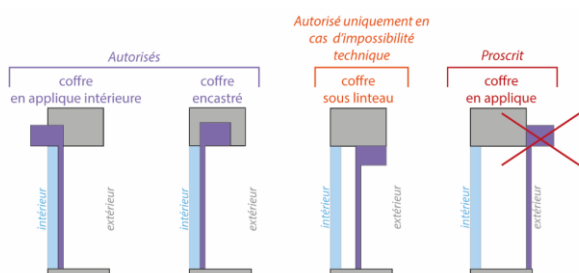 Autorisés
coffre
en applique intérieure
coffre
encastré
Autorisé uniquement en
cas d'impossibilité
technique
coffre
sous linteau
Proscrit
coffre
en applique
intérieur
extérieur
intérieur
extérieur
intérieur
extérieur
intérieur
extérieur